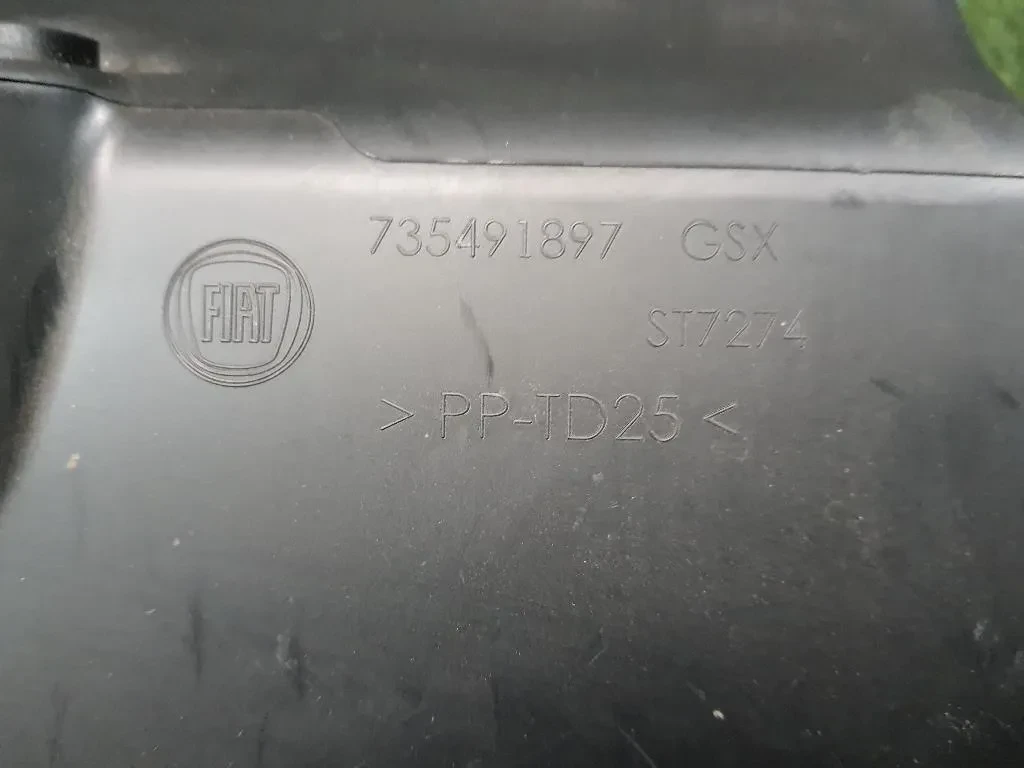 735491897 GSX
FIAT
ST7274
> PP-TD25 <